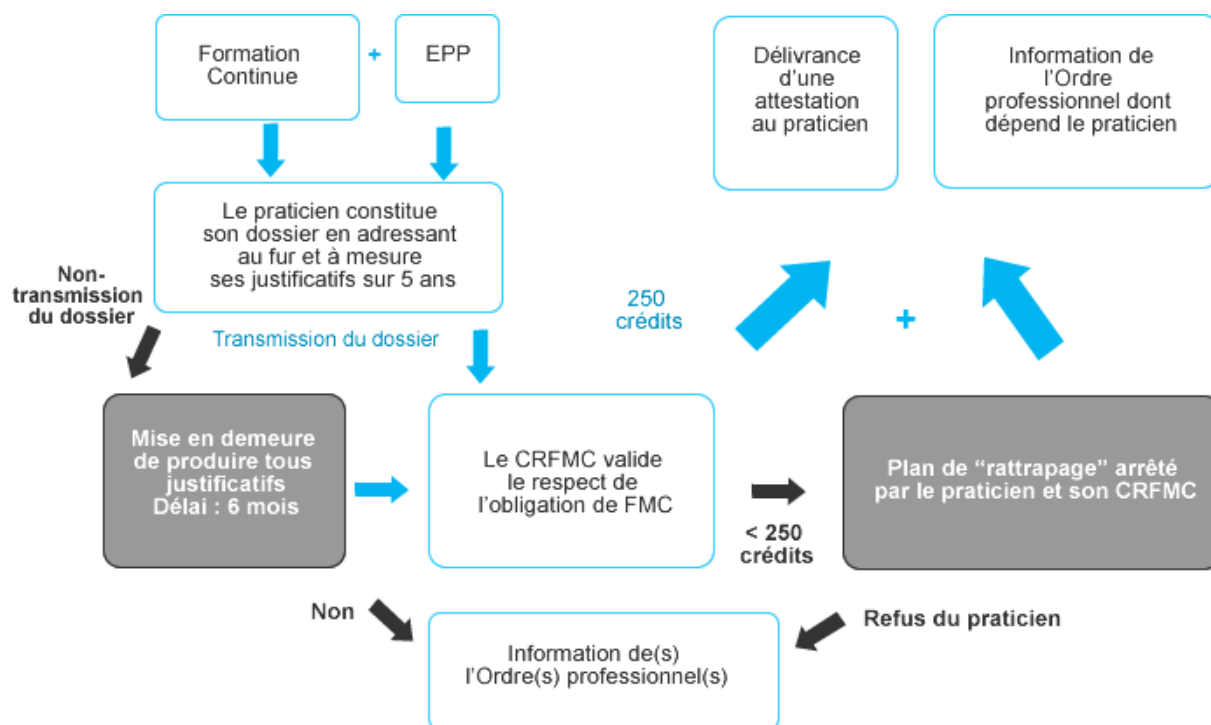 Formation
Continue
+
EPP
Délivrance
d'une
attestation
au praticien
Information de
l'Ordre
professionnel dont
dépend le praticien
Le praticien constitue
son dossier en adressant
au fur et à mesure
ses justificatifs sur 5 ans
Non-
transmission
du dossier
Transmission du dossier
250
crédits
+
Mise en demeure
de produire tous
justificatifs
Délai : 6 mois
Le CRFMC valide
le respect de
l'obligation de FMC
< 250
crédits
Plan de “rattrapage” arrêté
par le praticien et son CRFMC
Non
Refus du praticien
Information de(s)
l'Ordre(s) professionnel(s)